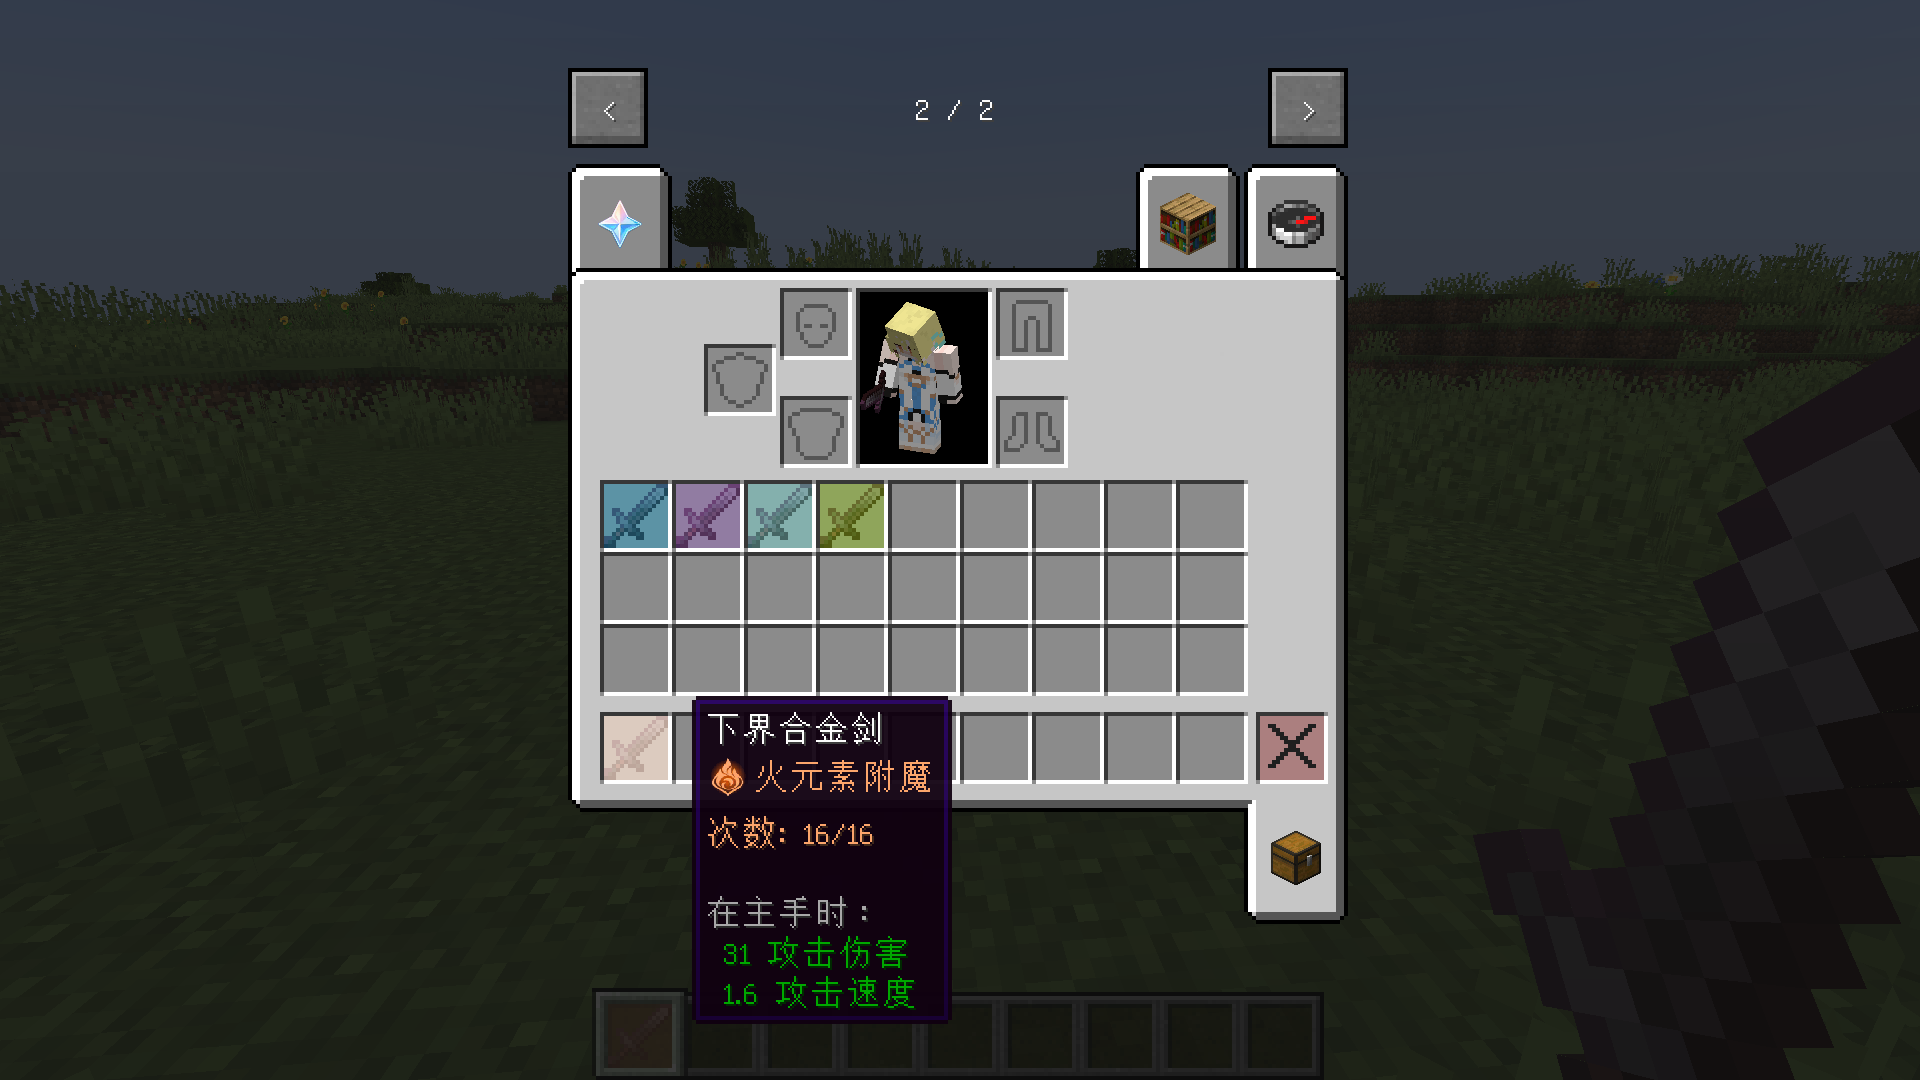 <
2 / 2
>
下界合金剑
火元素附魔
次数: 16/16
在主手时：
31 攻击伤害
1.6 攻击速度